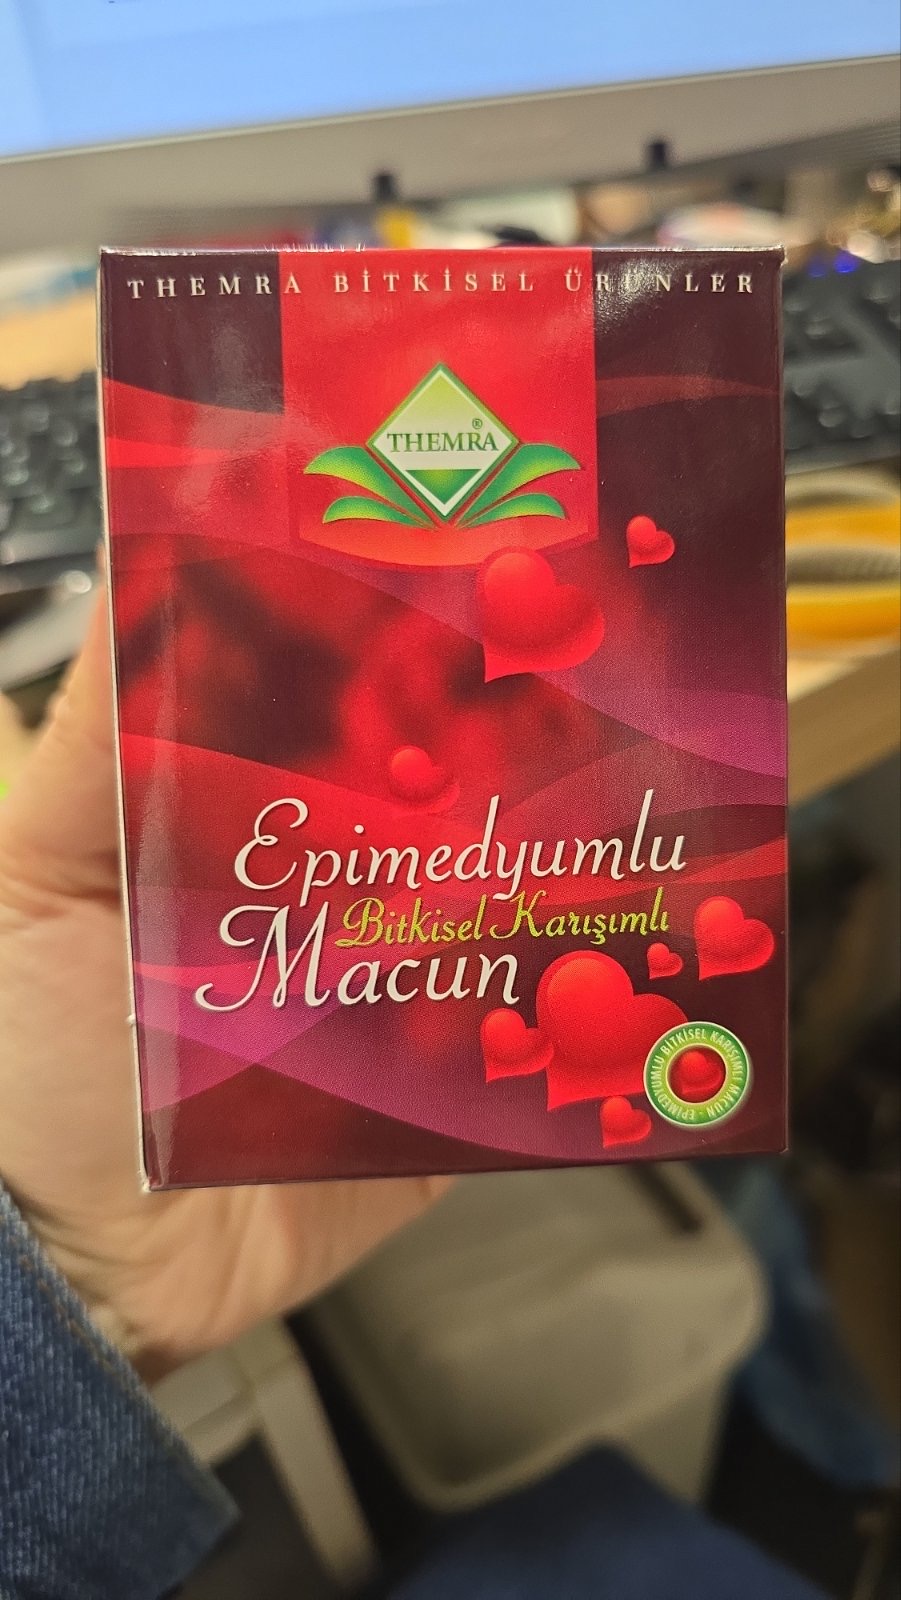 THEMRA BİTKİSEL ÜRÜNLER
THEMRA®
Epimedyumlu
Bitkisel Karışımlı
Macun
EPİMEDYUMLU BİTKİSEL KARIŞIMLI MACUN -